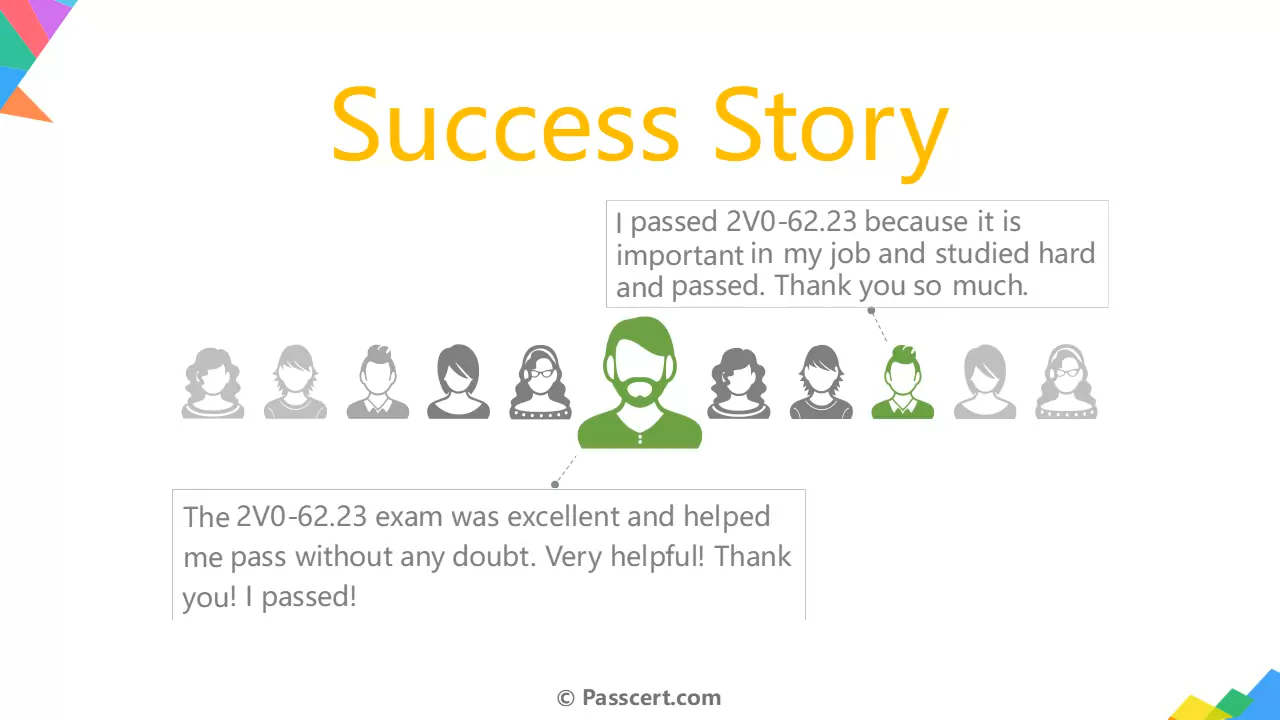 Success Story
I passed 2V0-62.23 because it is
important in my job and studied hard
and passed. Thank you so much.
The 2V0-62.23 exam was excellent and helped
me pass without any doubt. Very helpful! Thank
you! I passed!
© Passcert.com